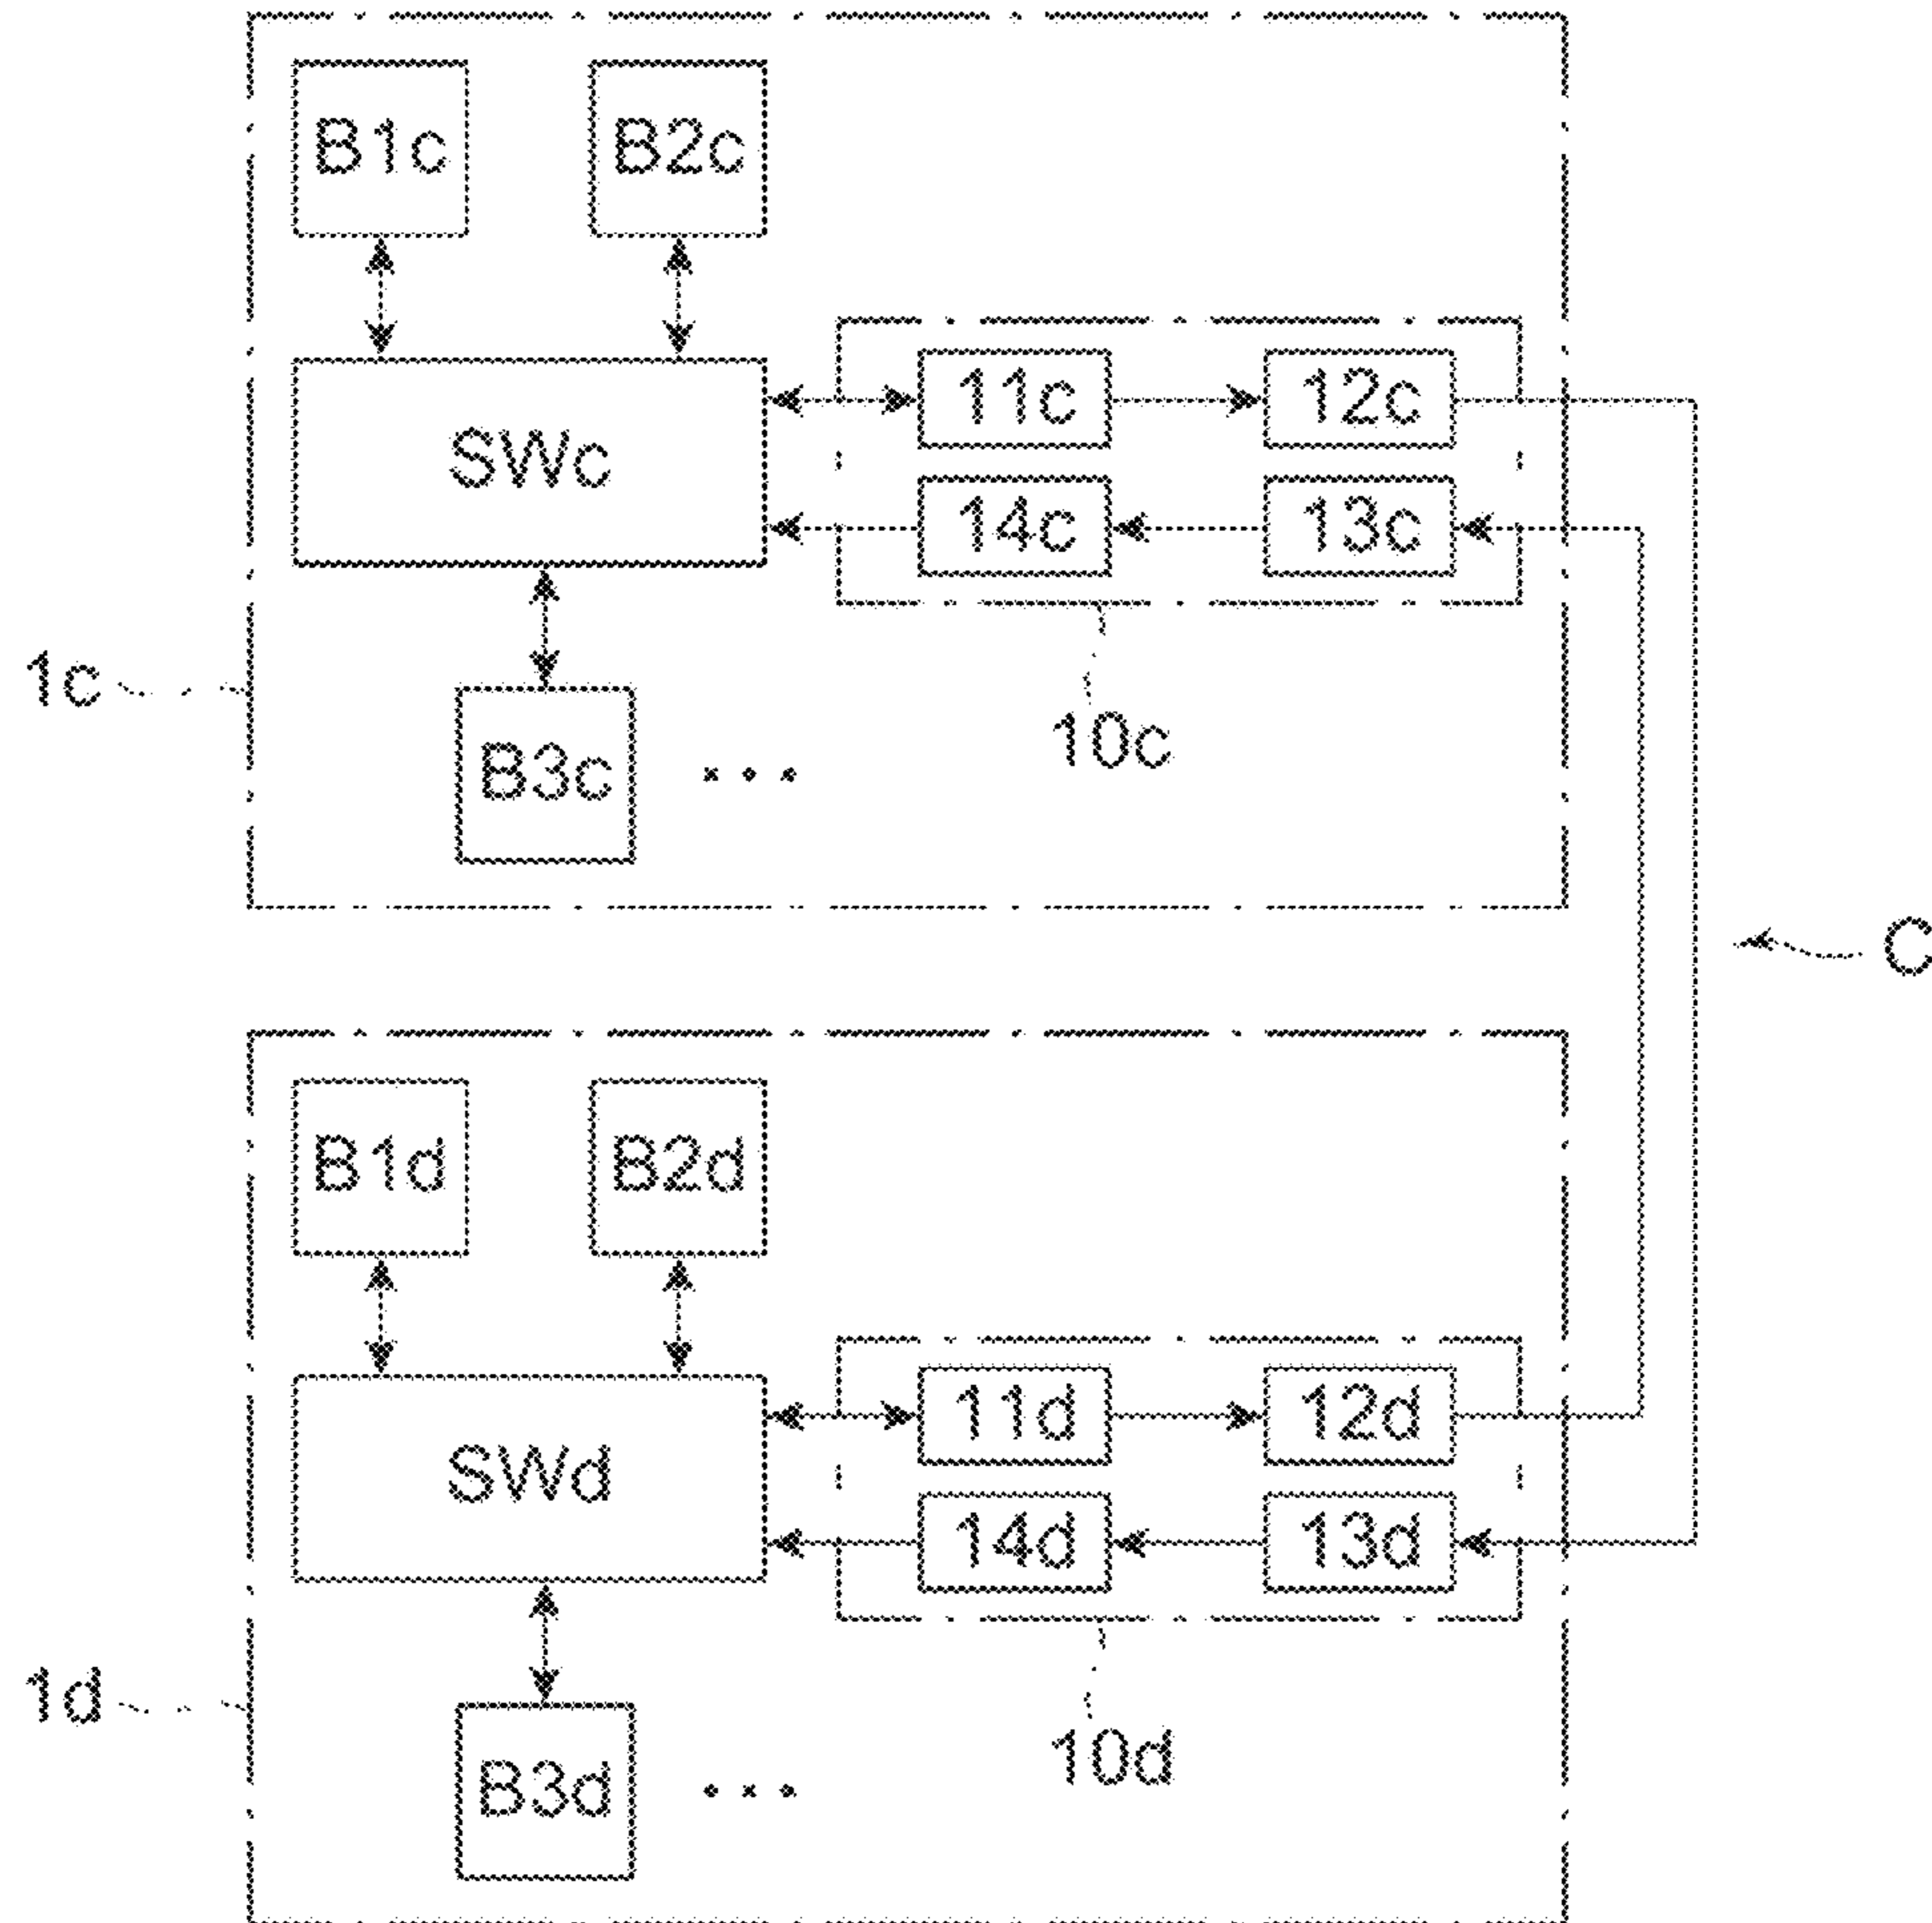 B1c B2c
11c 12c
SWc
14c 13c
1c
10c
B3c ...
C
B1d B2d
11d 12d
SWd
14d 13d
1d
10d
B3d ...